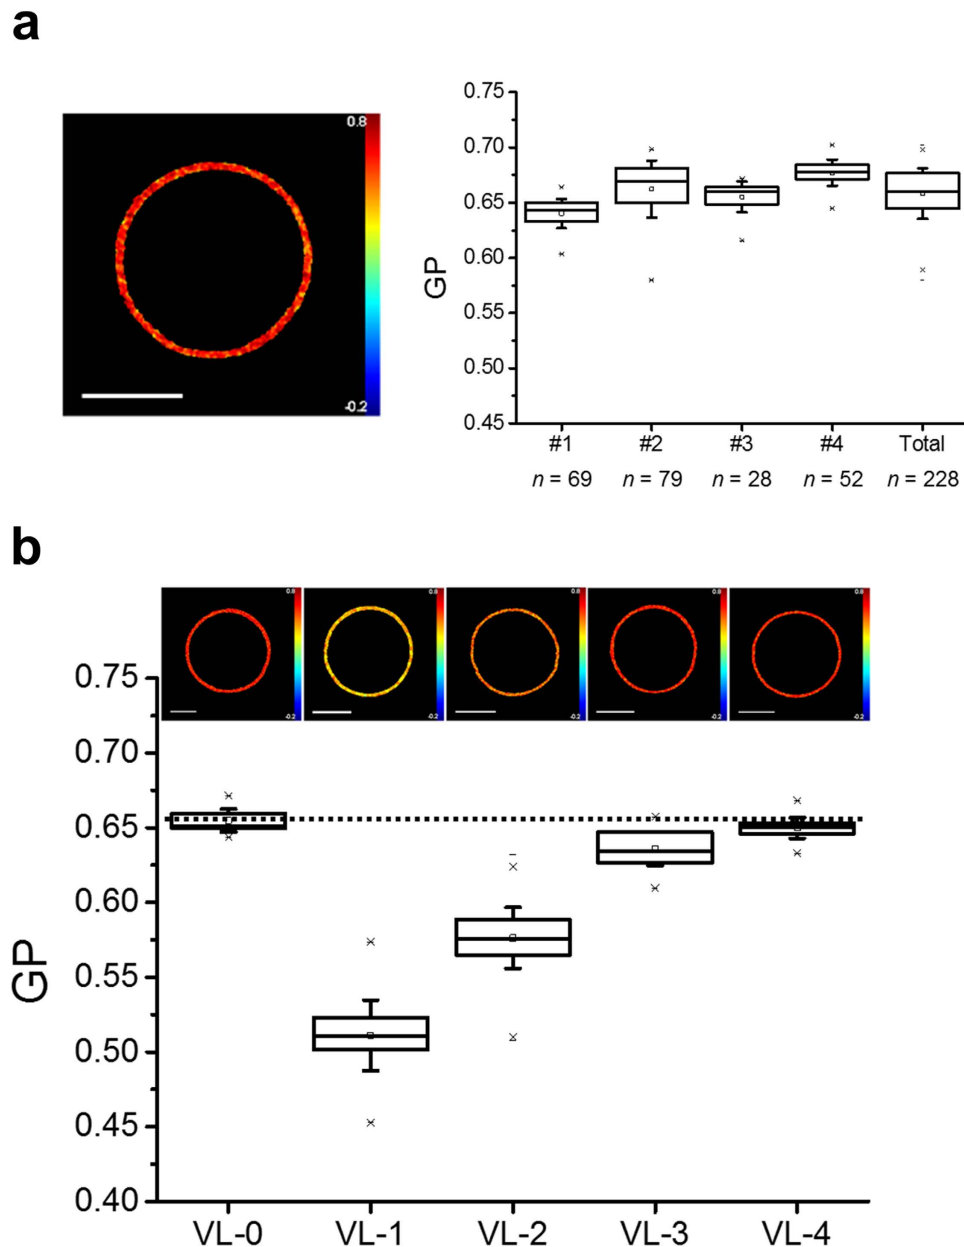 a
0.8
-0.2
GP
0.75
0.70
0.65
0.60
0.55
0.50
0.45
#1 #2 #3 #4 Total
n = 69 n = 79 n = 28 n = 52 n = 228
b
0.8 0.8 0.8 0.8 0.8
-0.2 -0.2 -0.2 -0.2 -0.2
GP
0.75
0.70
0.65
0.60
0.55
0.50
0.45
0.40
VL-0 VL-1 VL-2 VL-3 VL-4